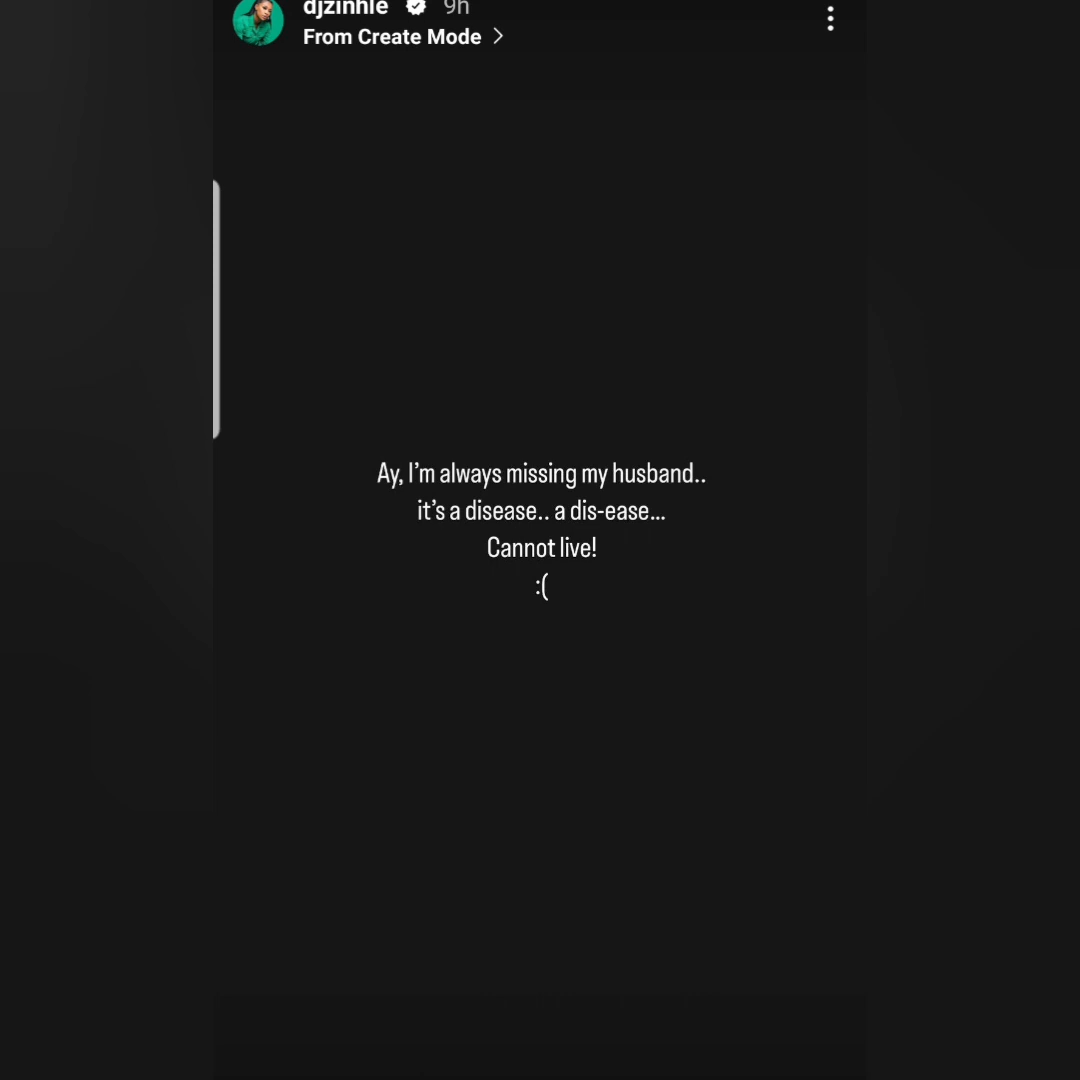 djzinhle 9h
From Create Mode
Ay, I'm always missing my husband..
it's a disease.. a dis-ease...
Cannot live!
:(